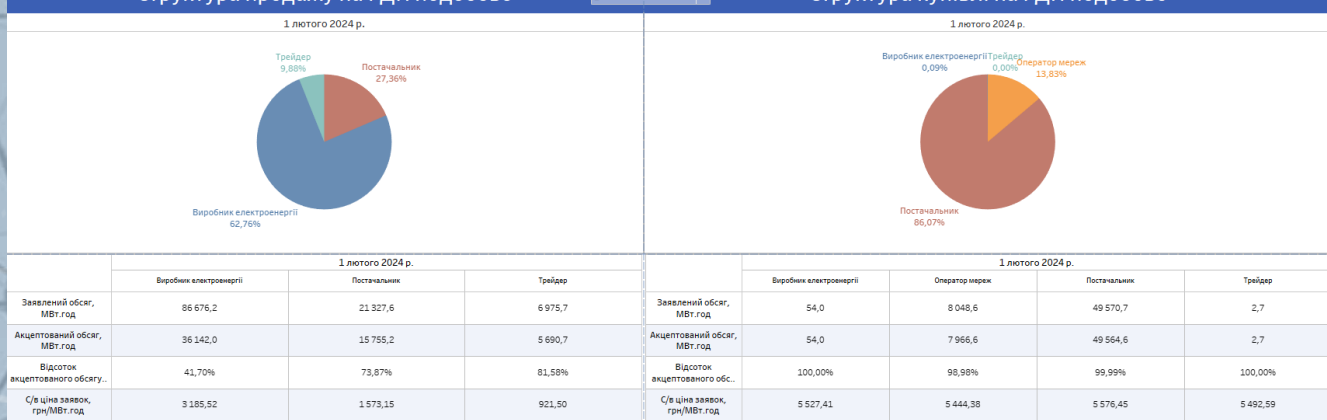 1 лютого 2024 р.
Трейдер
9,88%
Постачальник
27,36%
Виробник електроенергії
62,76%
1 лютого 2024 р.
Виробник електроенергії
0,09%
Трейдер
0,00%
Оператор мереж
13,83%
Постачальник
86,07%
1 лютого 2024 р.
Виробник електроенергії Постачальник Трейдер
Заявлений обсяг,
МВт.год
86 676,2 21 327,6 6 975,7
Акцептований обсяг,
МВт.год
36 142,0 15 755,2 5 690,7
Відсоток
акцептованого обсягу..
41,70% 73,87% 81,58%
С/в ціна заявок,
грн/МВт.год
3 185,52 1 573,15 921,50
1 лютого 2024 р.
Виробник електроенергії Оператор мереж Постачальник Трейдер
Заявлений обсяг,
МВт.год
54,0 8 048,6 49 570,7 2,7
Акцептований обсяг,
МВт.год
54,0 7 966,6 49 564,6 2,7
Відсоток
акцептованого обс..
100,00% 98,98% 99,99% 100,00%
С/в ціна заявок,
грн/МВт.год
5 527,41 5 444,38 5 576,45 5 492,59